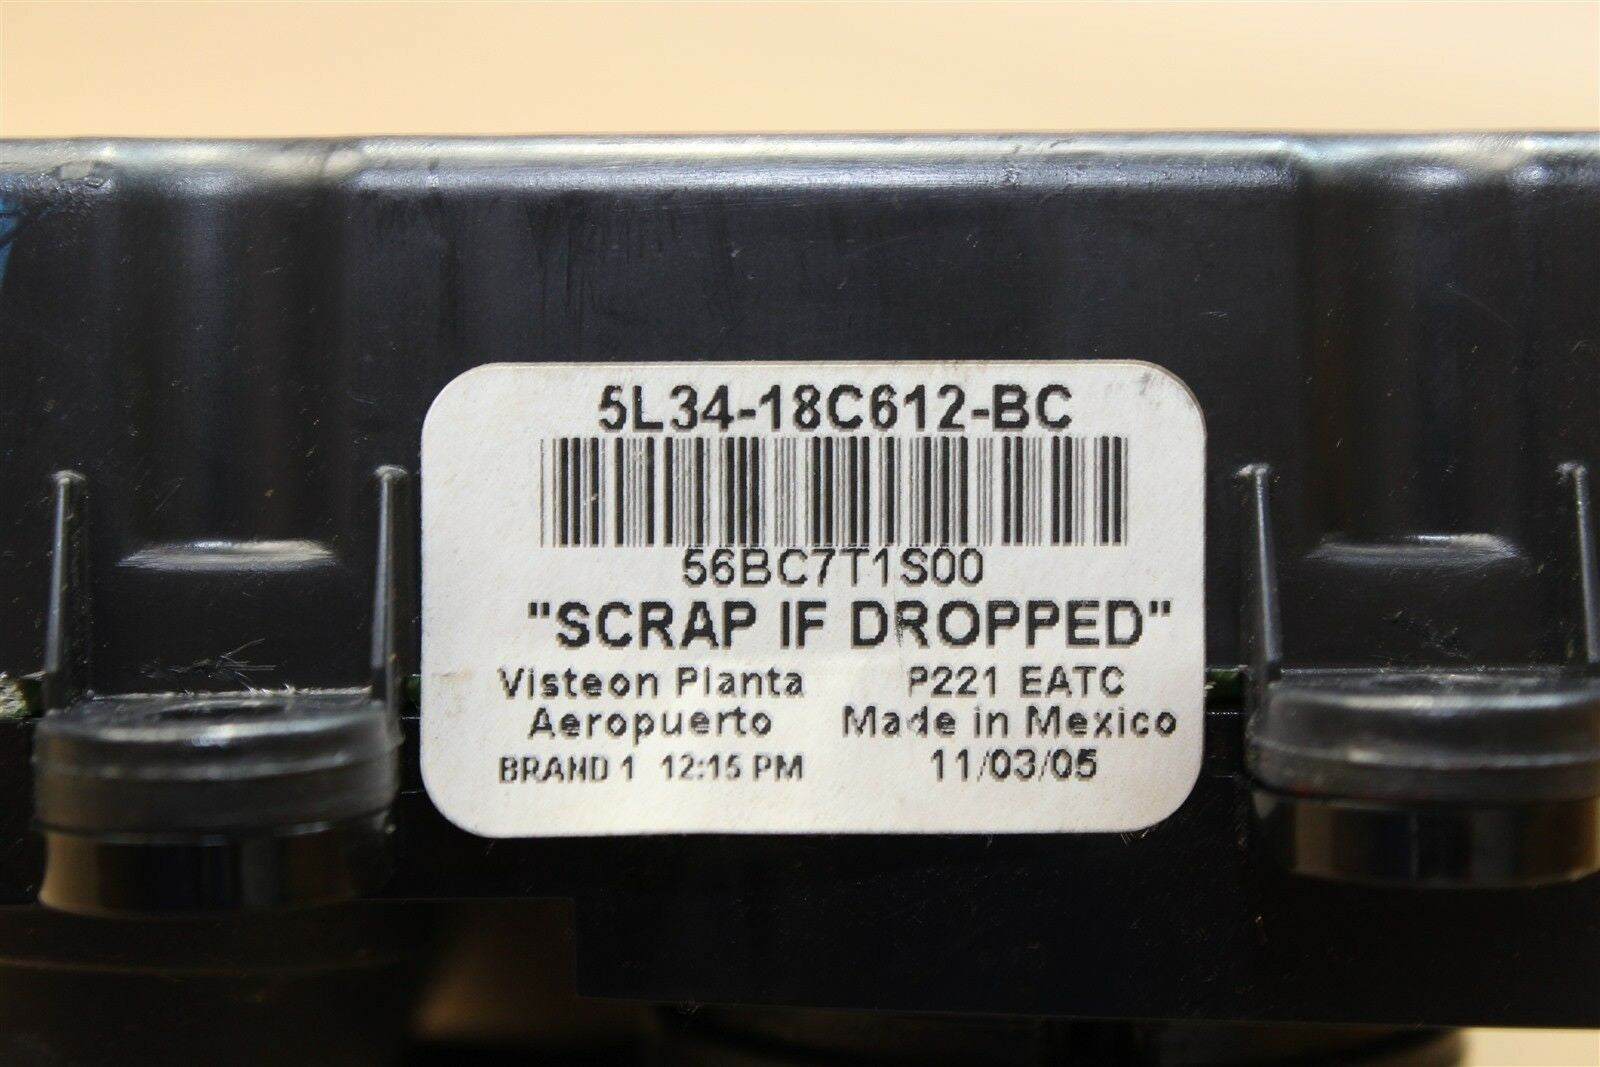 5L34-18C612-BC
56BC7T1S00
"SCRAP IF DROPPED"
Visteon Planta P221 EATC
Aeropuerto Made in Mexico
BRAND 1 12:15 PM 11/03/05